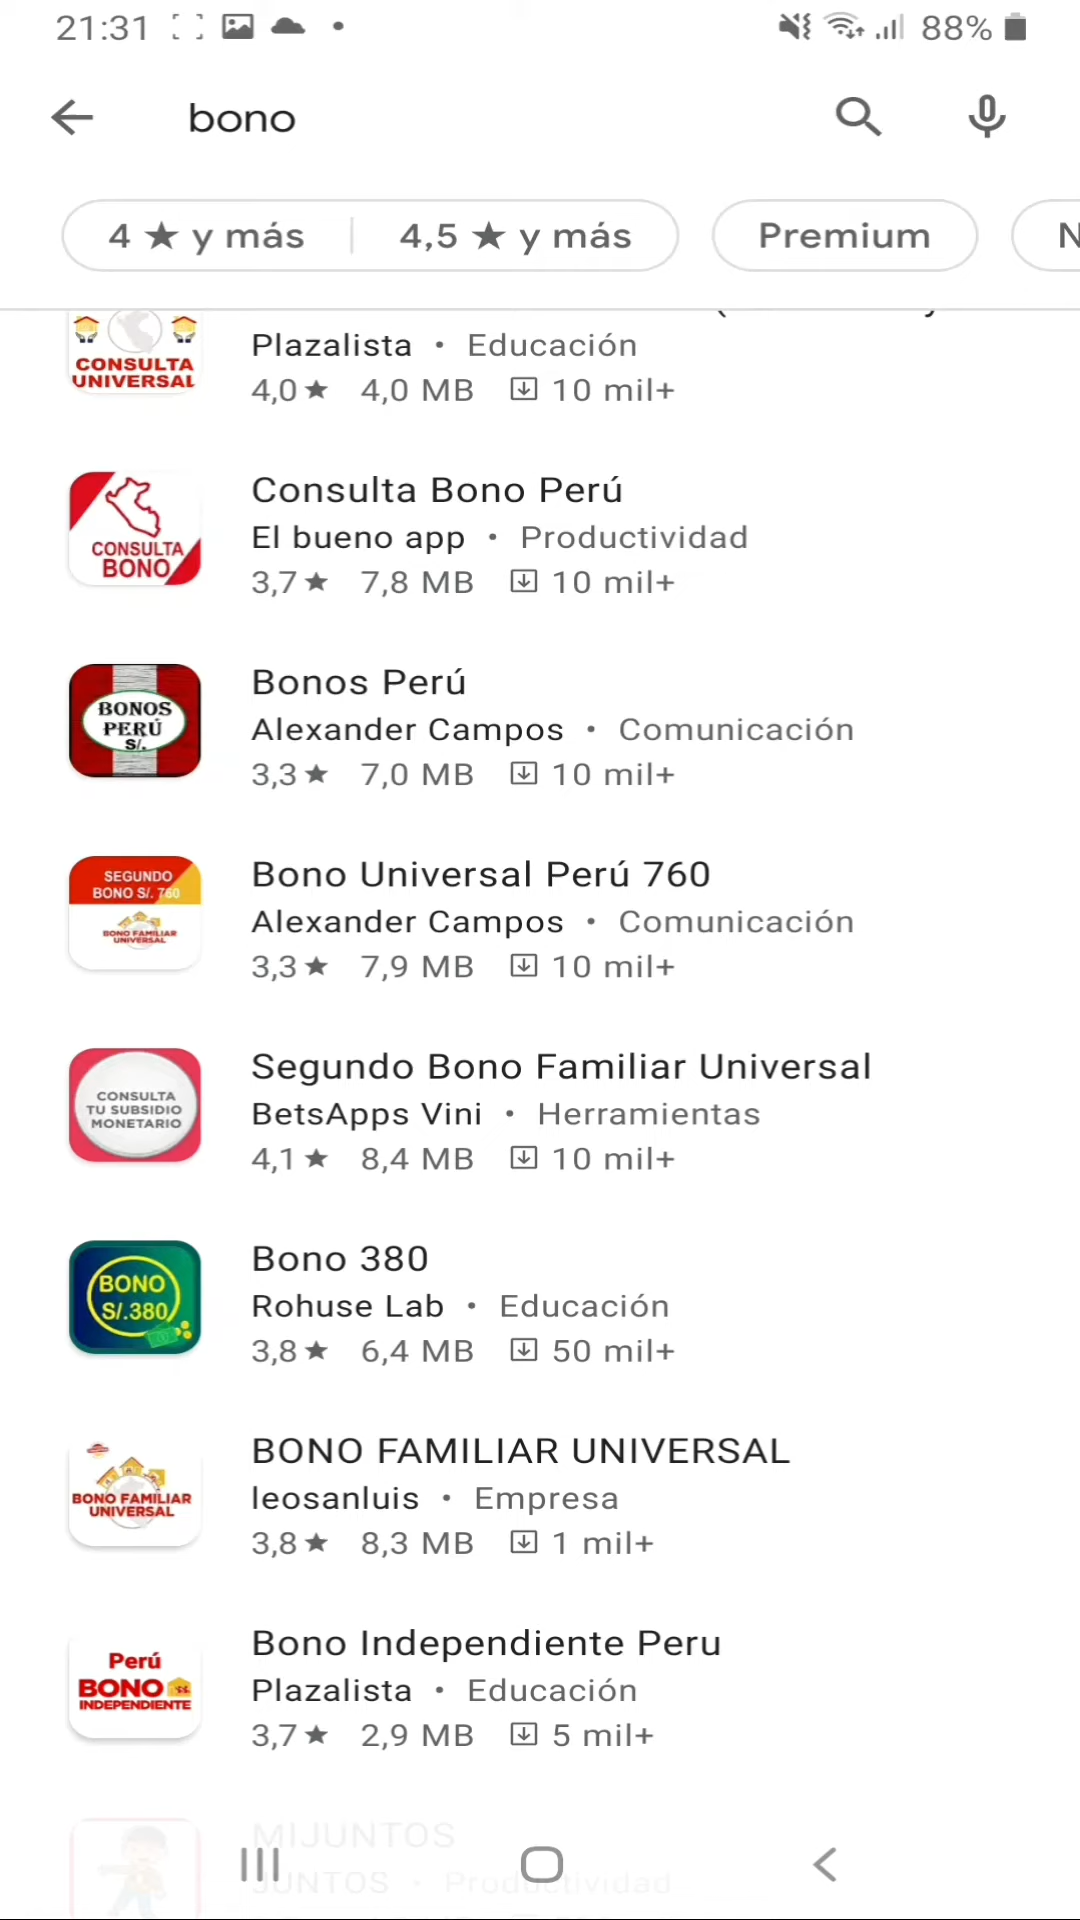 21:31 88%
bono
4 ★ y más 4,5 ★ y más Premium N
CONSULTA
UNIVERSAL
Plazalista • Educación
4,0 ★ 4,0 MB 10 mil+
CONSULTA
BONO
Consulta Bono Perú
El bueno app • Productividad
3,7 ★ 7,8 MB 10 mil+
BONOS
PERÚ
S/.
Bonos Perú
Alexander Campos • Comunicación
3,3 ★ 7,0 MB 10 mil+
SEGUNDO
BONO S/. 760
BONO FAMILIAR
UNIVERSAL
Bono Universal Perú 760
Alexander Campos • Comunicación
3,3 ★ 7,9 MB 10 mil+
CONSULTA
TU SUBSIDIO
MONETARIO
Segundo Bono Familiar Universal
BetsApps Vini • Herramientas
4,1 ★ 8,4 MB 10 mil+
BONO
S/.380
Bono 380
Rohuse Lab • Educación
3,8 ★ 6,4 MB 50 mil+
BONO FAMILIAR
UNIVERSAL
BONO FAMILIAR UNIVERSAL
leosanluis • Empresa
3,8 ★ 8,3 MB 1 mil+
Perú
BONO
INDEPENDIENTE
Bono Independiente Peru
Plazalista • Educación
3,7 ★ 2,9 MB 5 mil+
MIJUNTOS
JUNTOS • Productividad